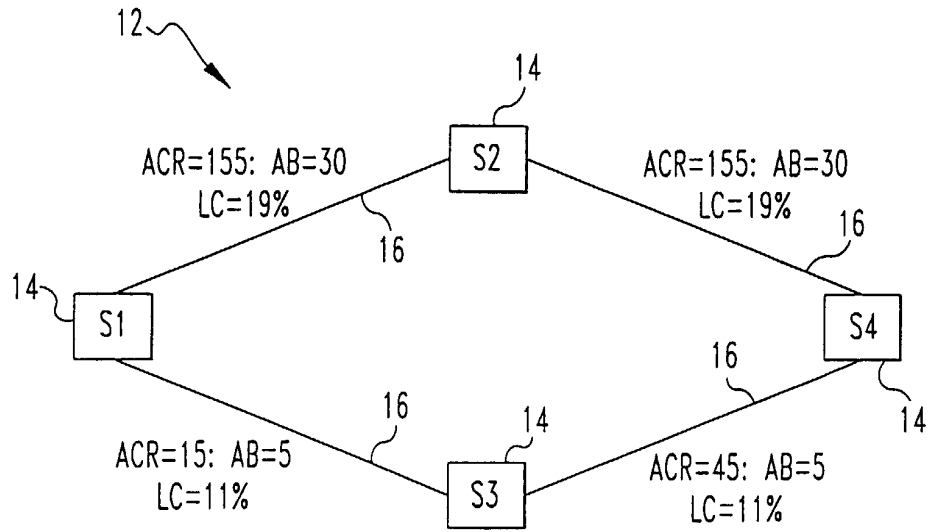 12
14
S2
ACR=155: AB=30
LC=19%
ACR=155: AB=30
LC=19%
16
16
14
S1
S4
16
14
16
14
S3
ACR=15: AB=5
LC=11%
ACR=45: AB=5
LC=11%